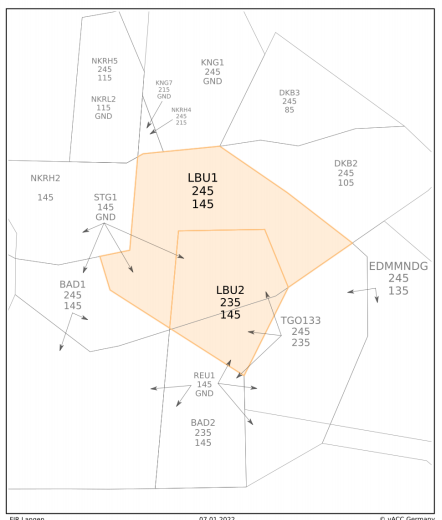 NKRH5
245
115
NKRL2
115
GND
KNG1
245
GND
KNG7
215
GND
NKRH4
245
215
DKB3
245
85
DKB2
245
105
NKRH2
145
STG1
145
GND
LBU1
245
145
BAD1
245
145
LBU2
235
145
EDMMNDG
245
135
TGO133
245
235
REU1
145
GND
BAD2
235
145
FIR Langen 07.01.2022 © vACC Germany